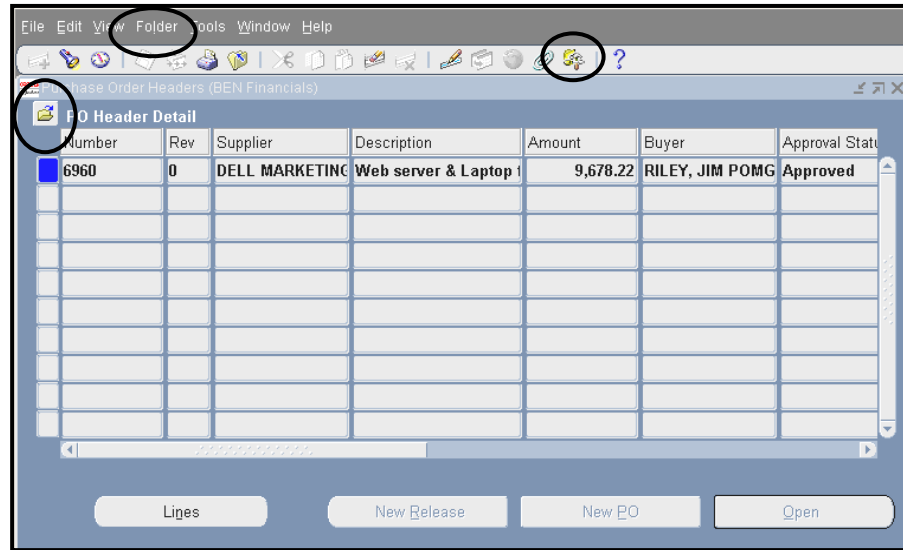 File Edit View Folder Tools Window Help
?
Purchase Order Headers (BEN Financials)
PO Header Detail
Number Rev Supplier Description Amount Buyer Approval Statu
6960 0 DELL MARKETING Web server & Laptop 9,678.22 RILEY, JIM POMG Approved
Lines New Release New PO Open